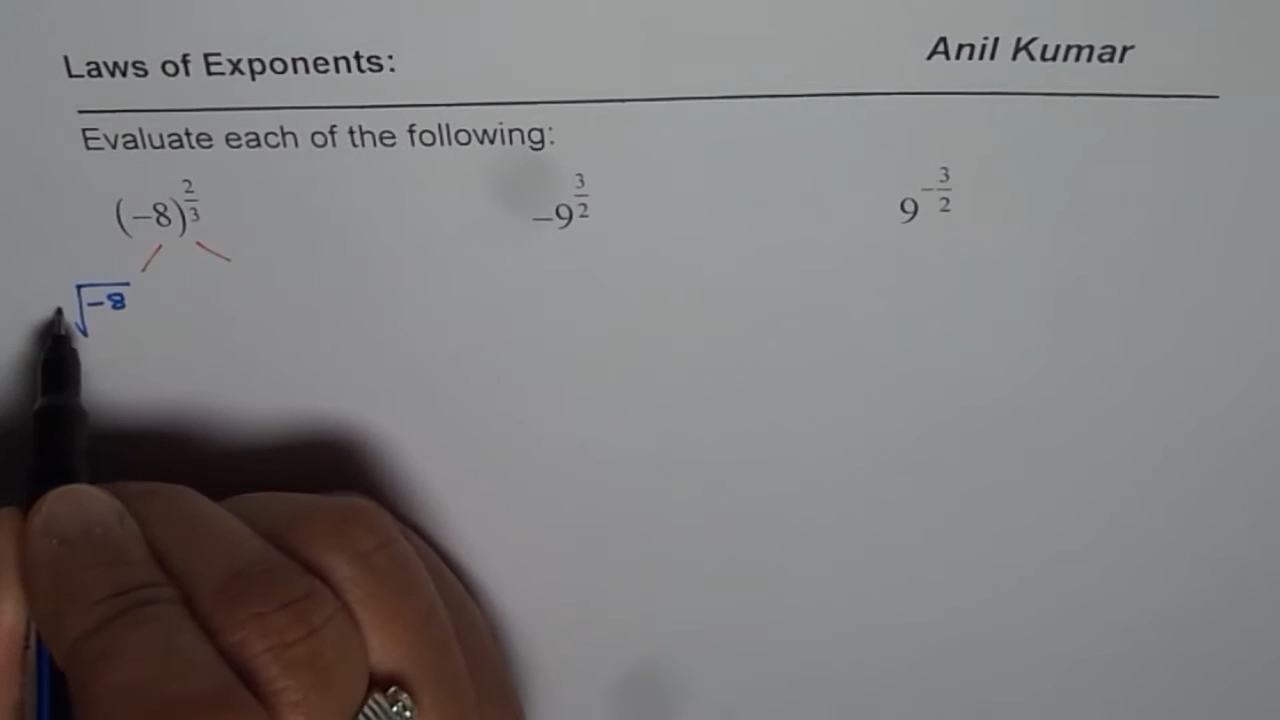 Laws of Exponents: Anil Kumar
Evaluate each of the following:
(−8)^{2/3} −9^{3/2} 9^{−3/2}
√−8